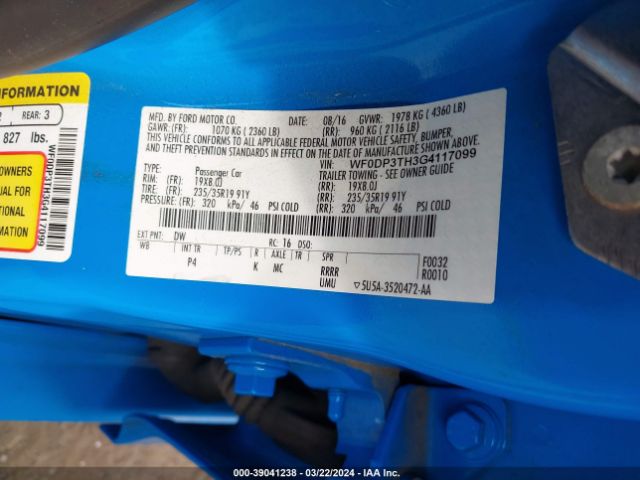 INFORMATION
REAR: 3
827 lbs.
OWNERS
UAL FOR
TIONAL
RMATION
WF0DP3TH3G4117099
MFD. BY FORD MOTOR CO.
DATE: 08/16 GVWR: 1978 KG ( 4360 LB)
GAWR: (FR): 1070 KG ( 2360 LB) (RR): 960 KG ( 2116 LB)
THIS VEHICLE CONFORMS TO ALL APPLICABLE FEDERAL MOTOR VEHICLE SAFETY, BUMPER,
AND THEFT PREVENTION STANDARDS IN EFFECT ON THE DATE OF MANUFACTURE SHOWN ABOVE.
VIN: WF0DP3TH3G4117099
TYPE: Passenger Car TRAILER TOWING - SEE OWNER GUIDE
RIM: (FR): 19X8.0J (RR): 19X8.0J
TIRE: (FR): 235/35R19 91Y (RR): 235/35R19 91Y
PRESSURE: (FR): 320 kPa/ 46 PSI COLD (RR): 320 kPa/ 46 PSI COLD
EXT PNT: DW RC: 16 DSO:
WB INT TR TP/PS R AXLE TR SPR F0032
P4 K MC RRRR R0010
UMU ▽5U5A-3520472-AA
000-39041238 - 03/22/2024 - IAA Inc.